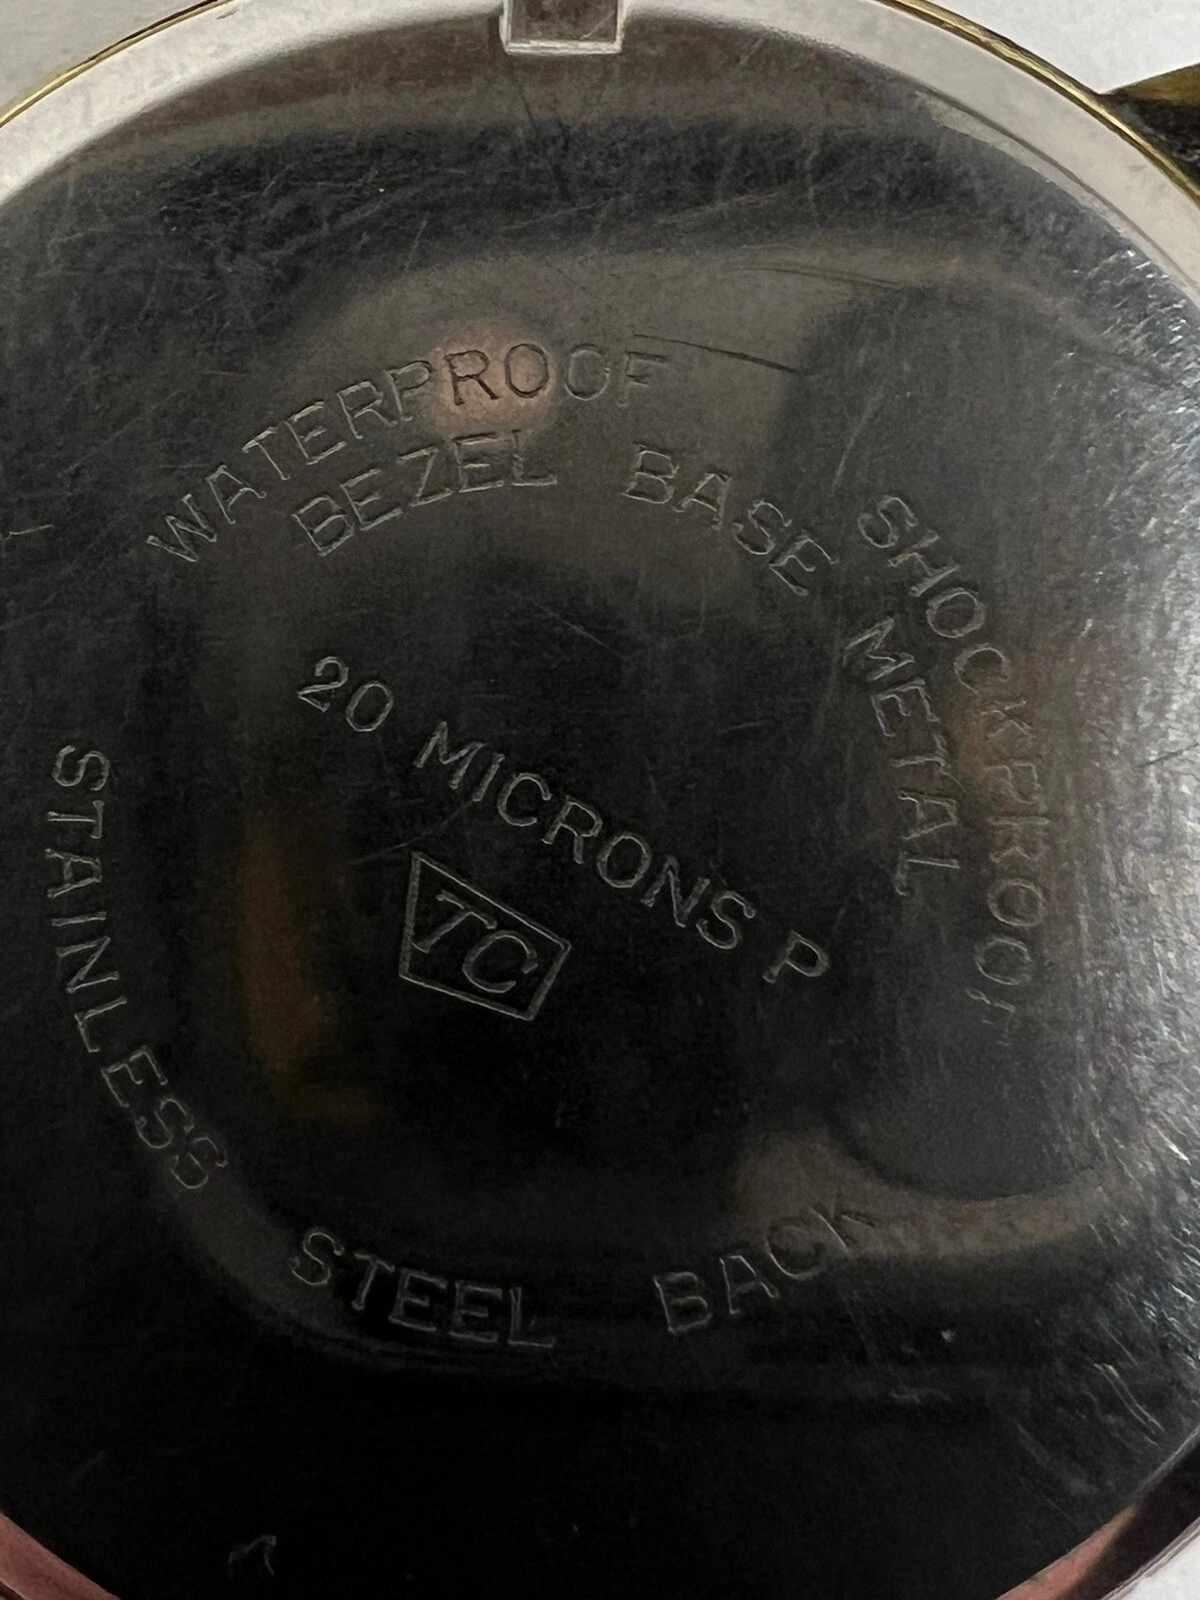 WATERPROOF SHOCKPROOF
BEZEL BASE METAL
20 MICRONS P
TC
STAINLESS STEEL BACK